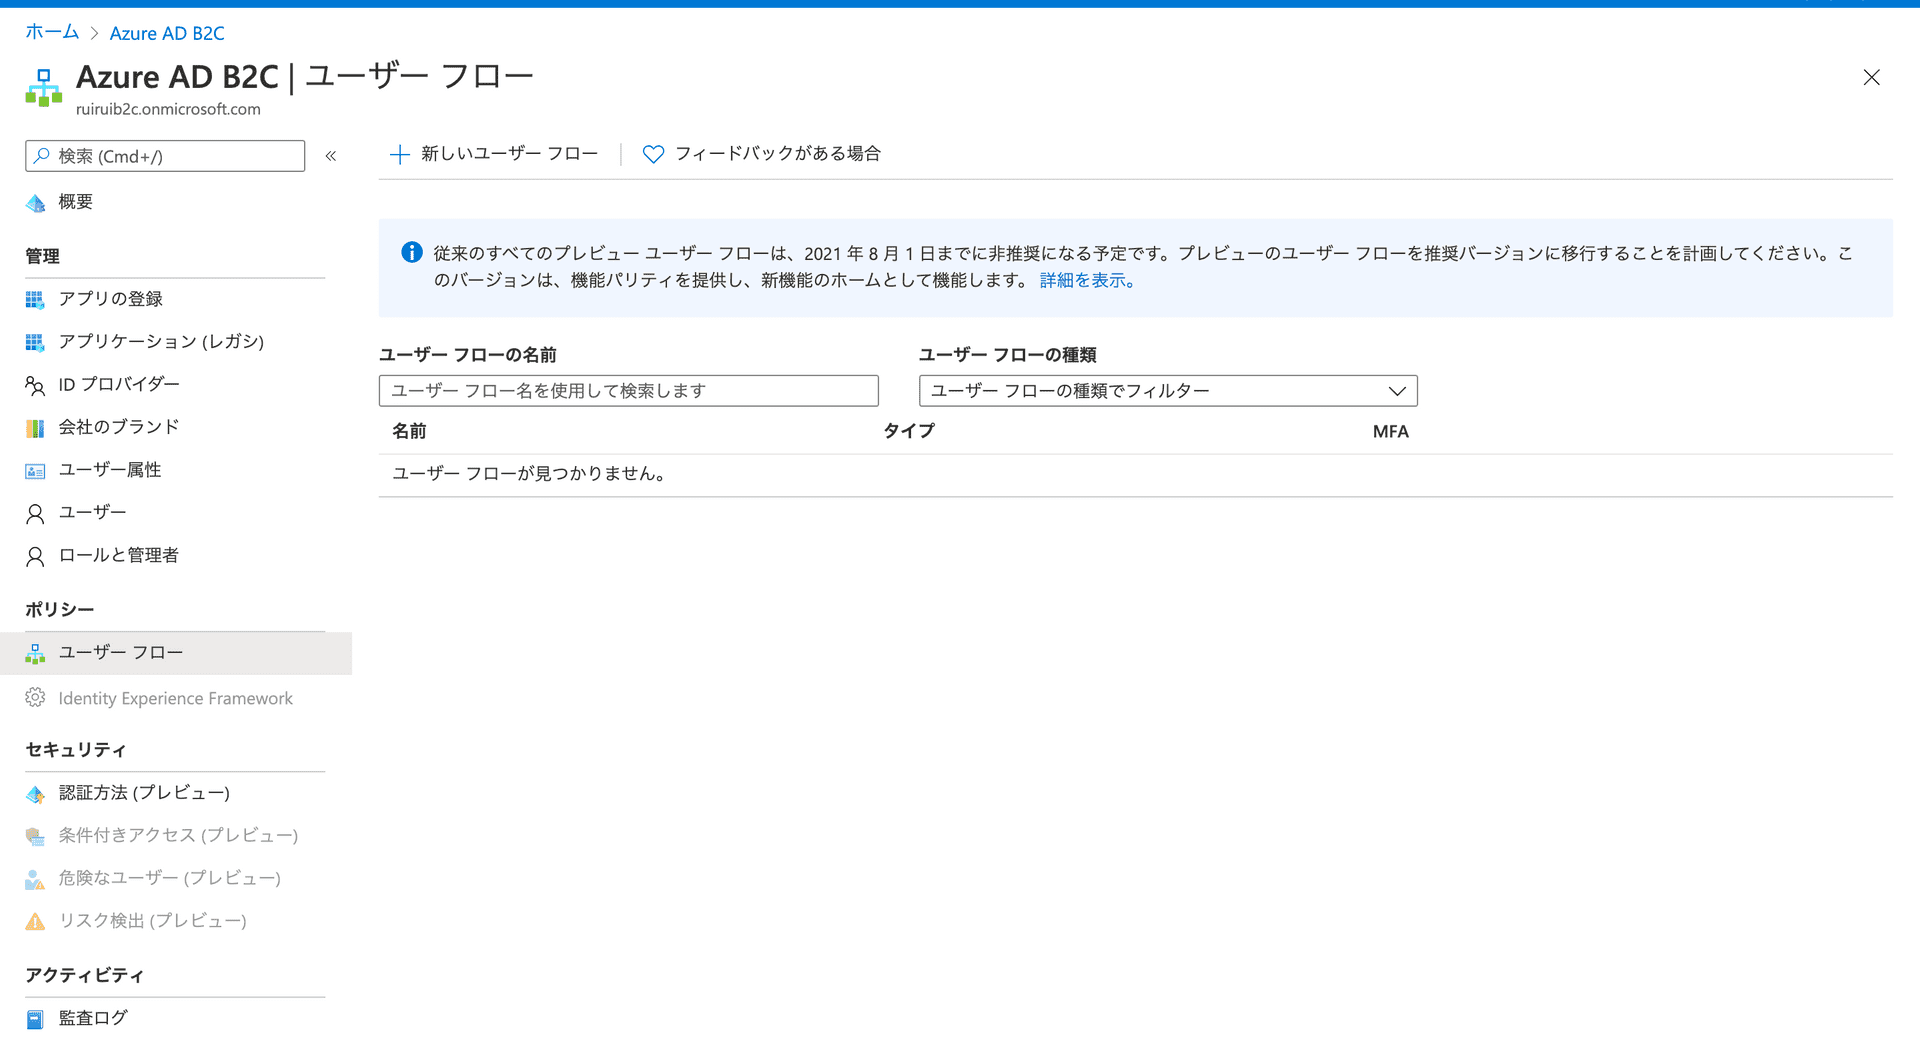 ホーム > Azure AD B2C
Azure AD B2C | ユーザー フロー
ruiruib2c.onmicrosoft.com
検索 (Cmd+/)
«
概要
管理
アプリの登録
アプリケーション (レガシ)
ID プロバイダー
会社のブランド
ユーザー属性
ユーザー
ロールと管理者
ポリシー
ユーザー フロー
Identity Experience Framework
セキュリティ
認証方法 (プレビュー)
条件付きアクセス (プレビュー)
危険なユーザー (プレビュー)
リスク検出 (プレビュー)
アクティビティ
監査ログ
新しいユーザー フロー
フィードバックがある場合
従来のすべてのプレビュー ユーザー フローは、2021 年 8 月 1 日までに非推奨になる予定です。プレビューのユーザー フローを推奨バージョンに移行することを計画してください。こ
のバージョンは、機能パリティを提供し、新機能のホームとして機能します。 詳細を表示。
ユーザー フローの名前
ユーザー フロー名を使用して検索します
ユーザー フローの種類
ユーザー フローの種類でフィルター
名前 タイプ MFA
ユーザー フローが見つかりません。